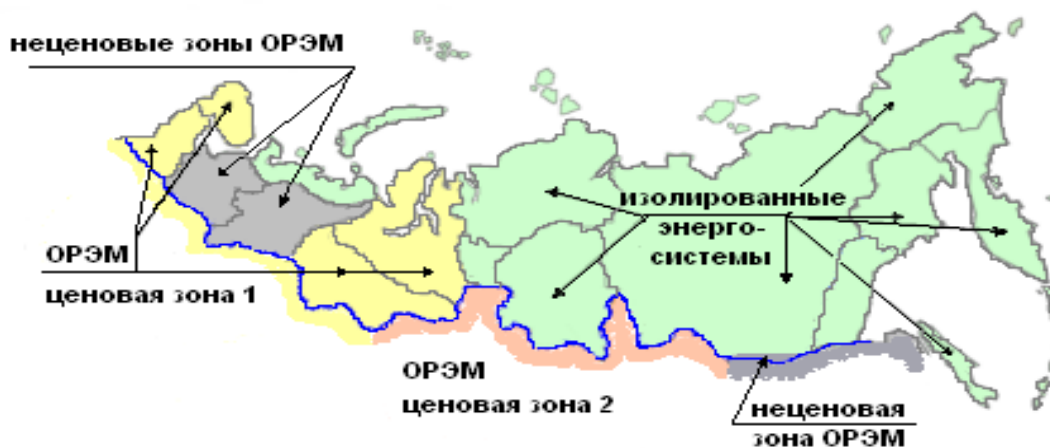 неценовые зоны ОРЭМ
изолированные
энерго-
системы
ОРЭМ
ценовая зона 1
ОРЭМ
ценовая зона 2
неценовая
зона ОРЭМ